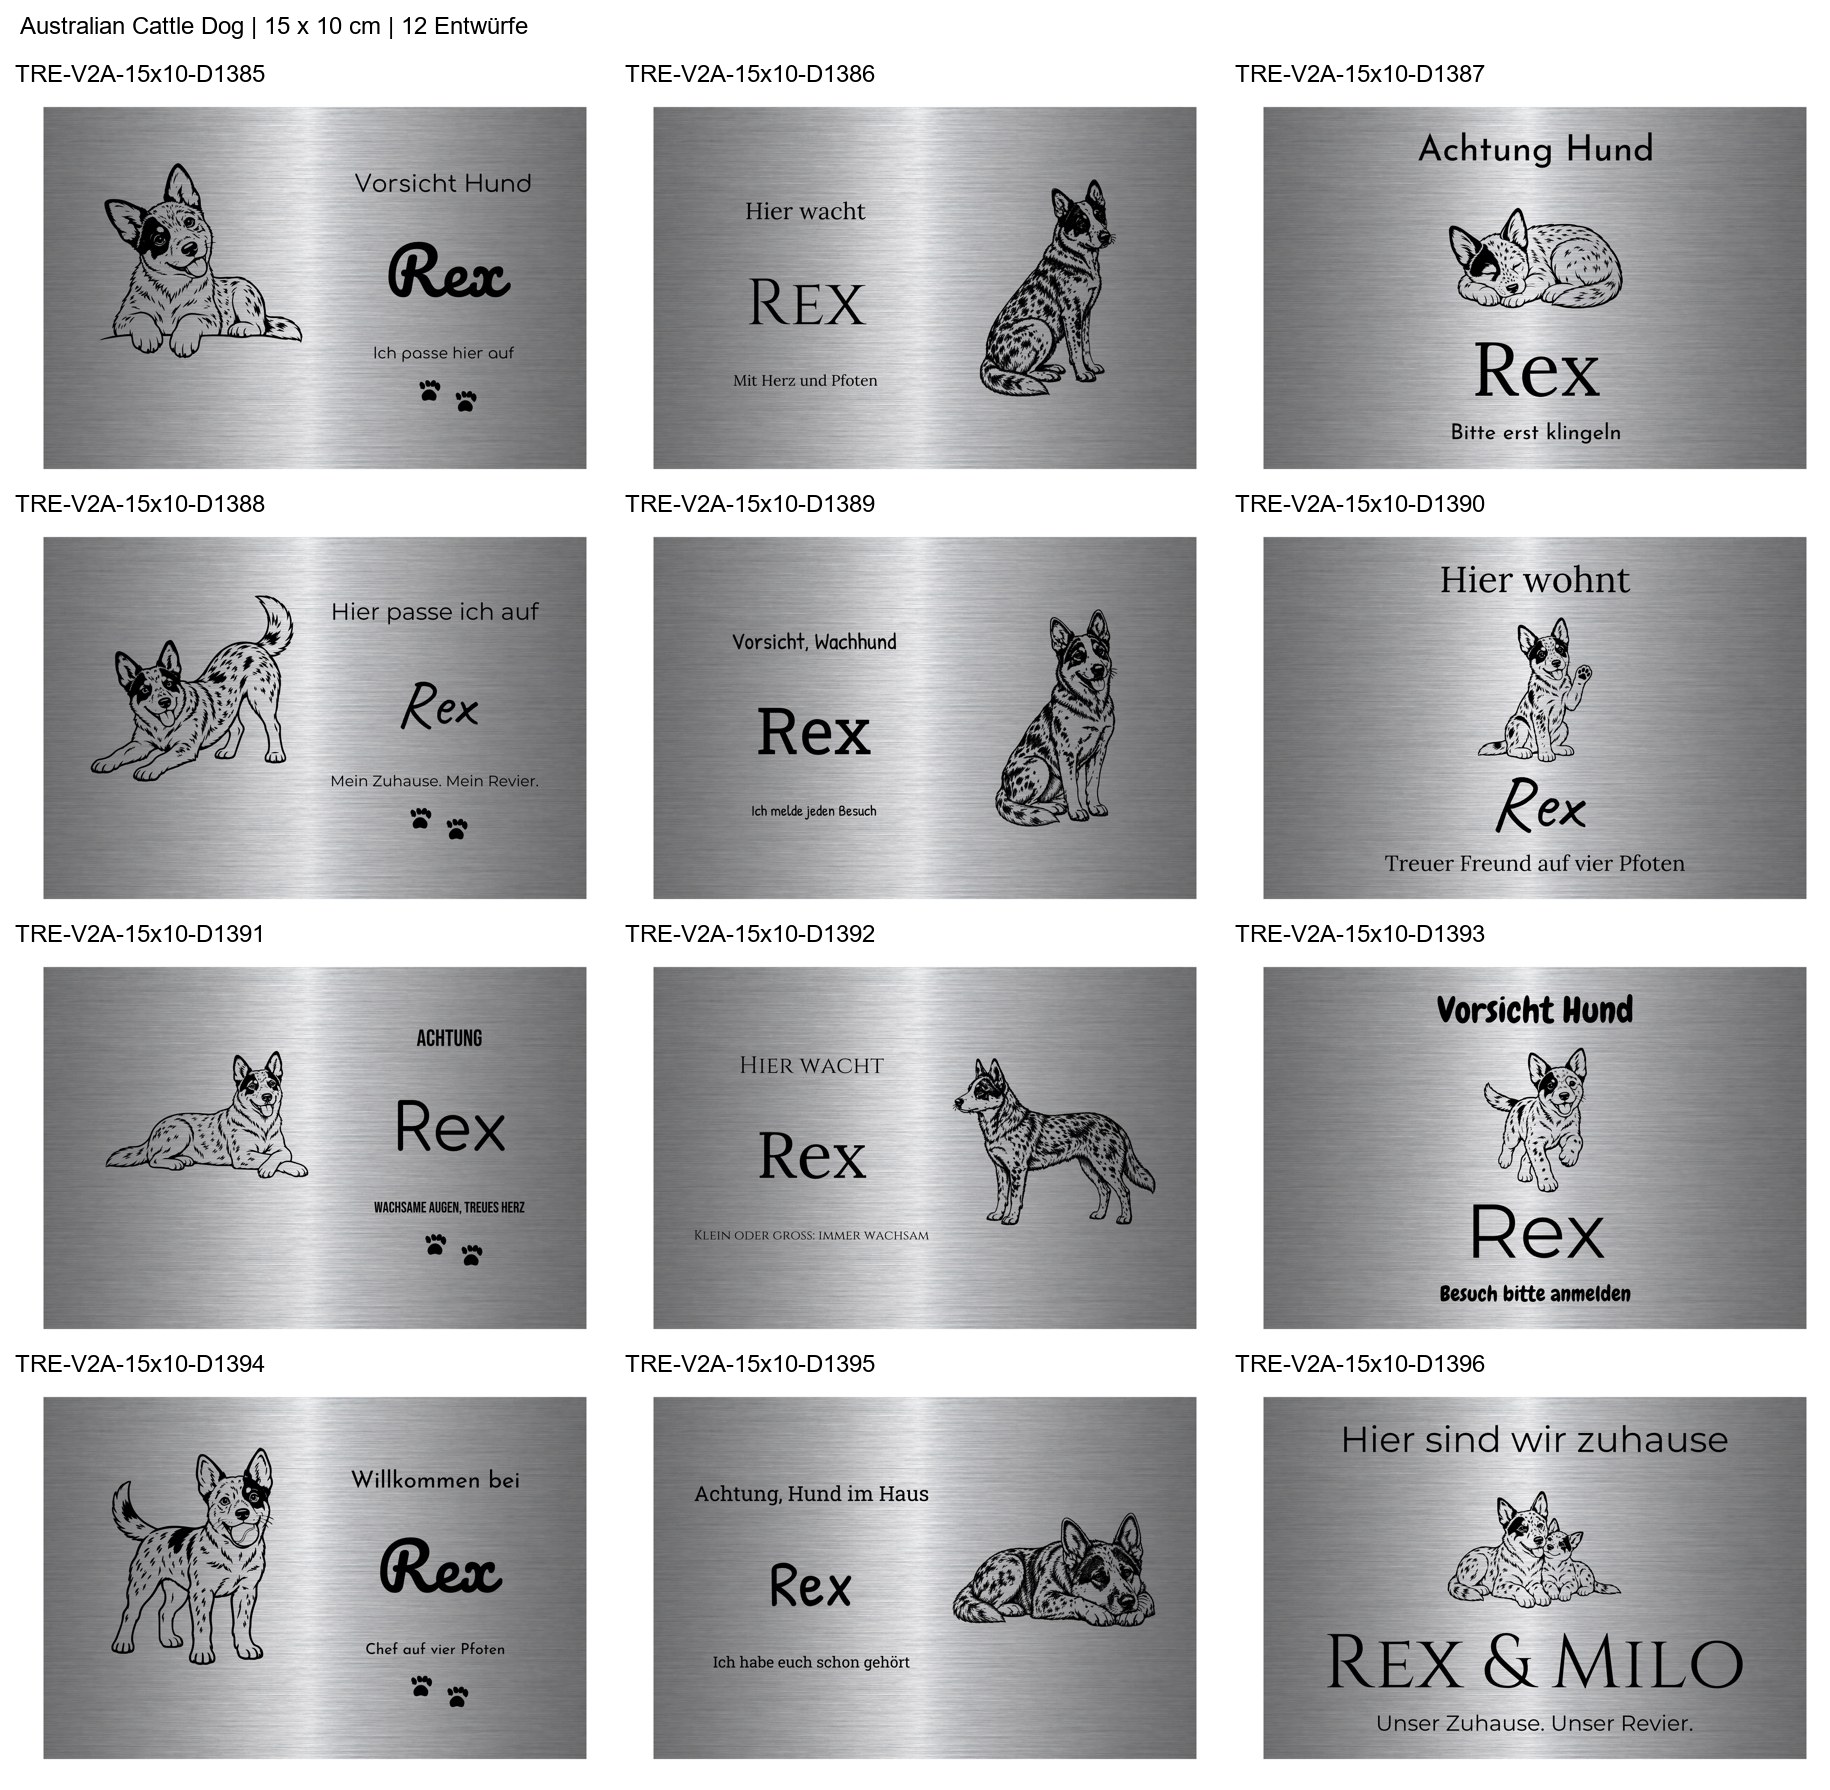 Australian Cattle Dog | 15 x 10 cm | 12 Entwürfe
TRE-V2A-15x10-D1385
Vorsicht Hund
Rex
Ich passe hier auf
TRE-V2A-15x10-D1386
Hier wacht
Rex
Mit Herz und Pfoten
TRE-V2A-15x10-D1387
Achtung Hund
Rex
Bitte erst klingeln
TRE-V2A-15x10-D1388
Hier passe ich auf
Rex
Mein Zuhause. Mein Revier.
TRE-V2A-15x10-D1389
Vorsicht, Wachhund
Rex
Ich melde jeden Besuch
TRE-V2A-15x10-D1390
Hier wohnt
Rex
Treuer Freund auf vier Pfoten
TRE-V2A-15x10-D1391
ACHTUNG
Rex
WACHSAME AUGEN, TREUES HERZ
TRE-V2A-15x10-D1392
Hier wacht
Rex
Klein oder gross: immer wachsam
TRE-V2A-15x10-D1393
Vorsicht Hund
Rex
Besuch bitte anmelden
TRE-V2A-15x10-D1394
Willkommen bei
Rex
Chef auf vier Pfoten
TRE-V2A-15x10-D1395
Achtung, Hund im Haus
Rex
Ich habe euch schon gehört
TRE-V2A-15x10-D1396
Hier sind wir zuhause
Rex & Milo
Unser Zuhause. Unser Revier.